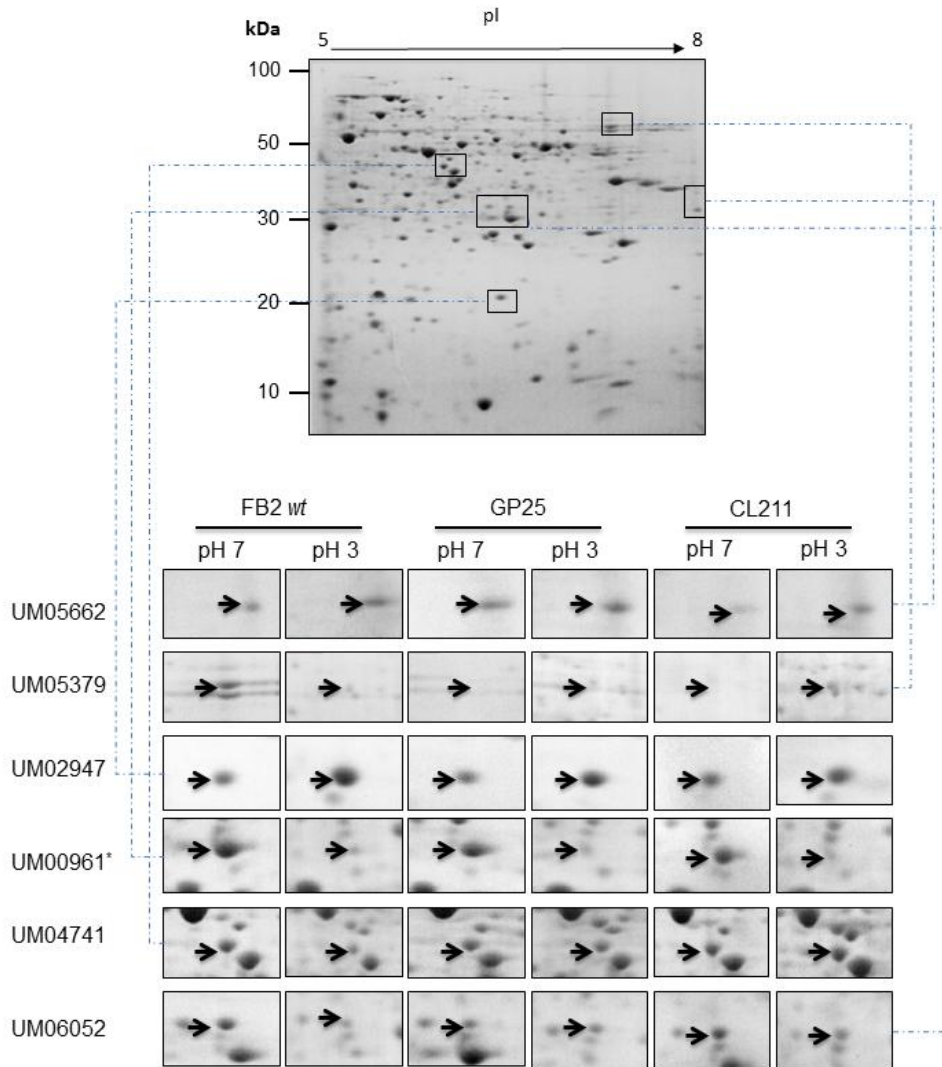 pI
kDa
5 8
100
50
30
20
10
FB2 wt GP25 CL211
pH 7 pH 3 pH 7 pH 3 pH 7 pH 3
UM05662
UM05379
UM02947
UM00961*
UM04741
UM06052